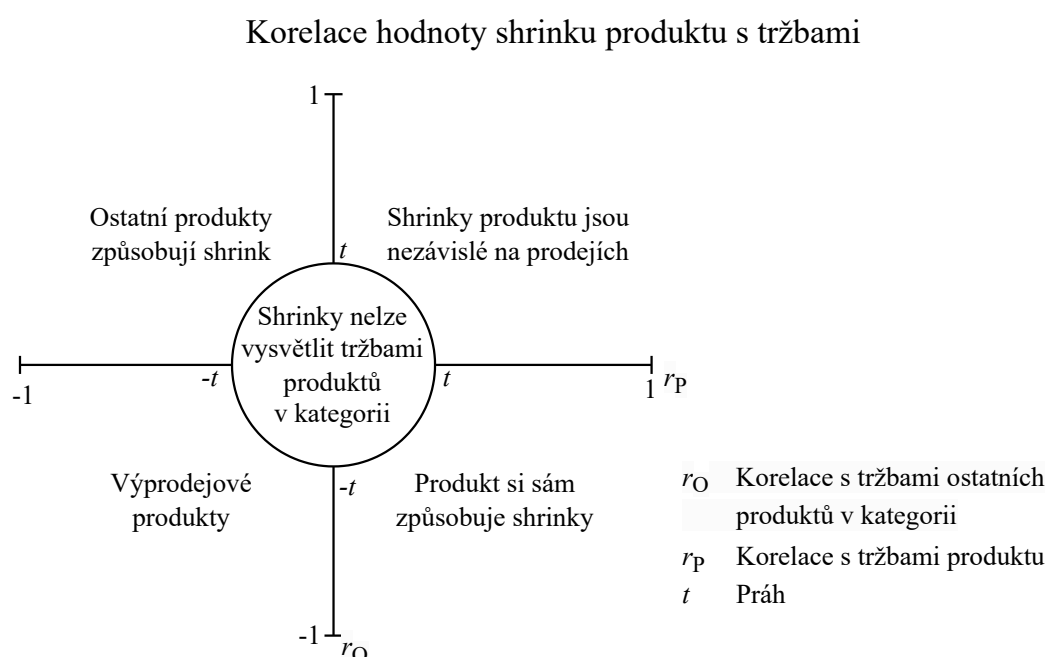 Korelace hodnoty shrinku produktu s tržbami
1
Ostatní produkty
způsobují shrink
Shrinky produktu jsou
nezávislé na prodejích
t
Shrinky nelze
vysvětlit tržbami
produktů
v kategorii
-1
-t
t
1
rP
Výprodejové
produkty
-t
Produkt si sám
způsobuje shrinky
-1
rO
rO Korelace s tržbami ostatních
produktů v kategorii
rP Korelace s tržbami produktu
t Práh